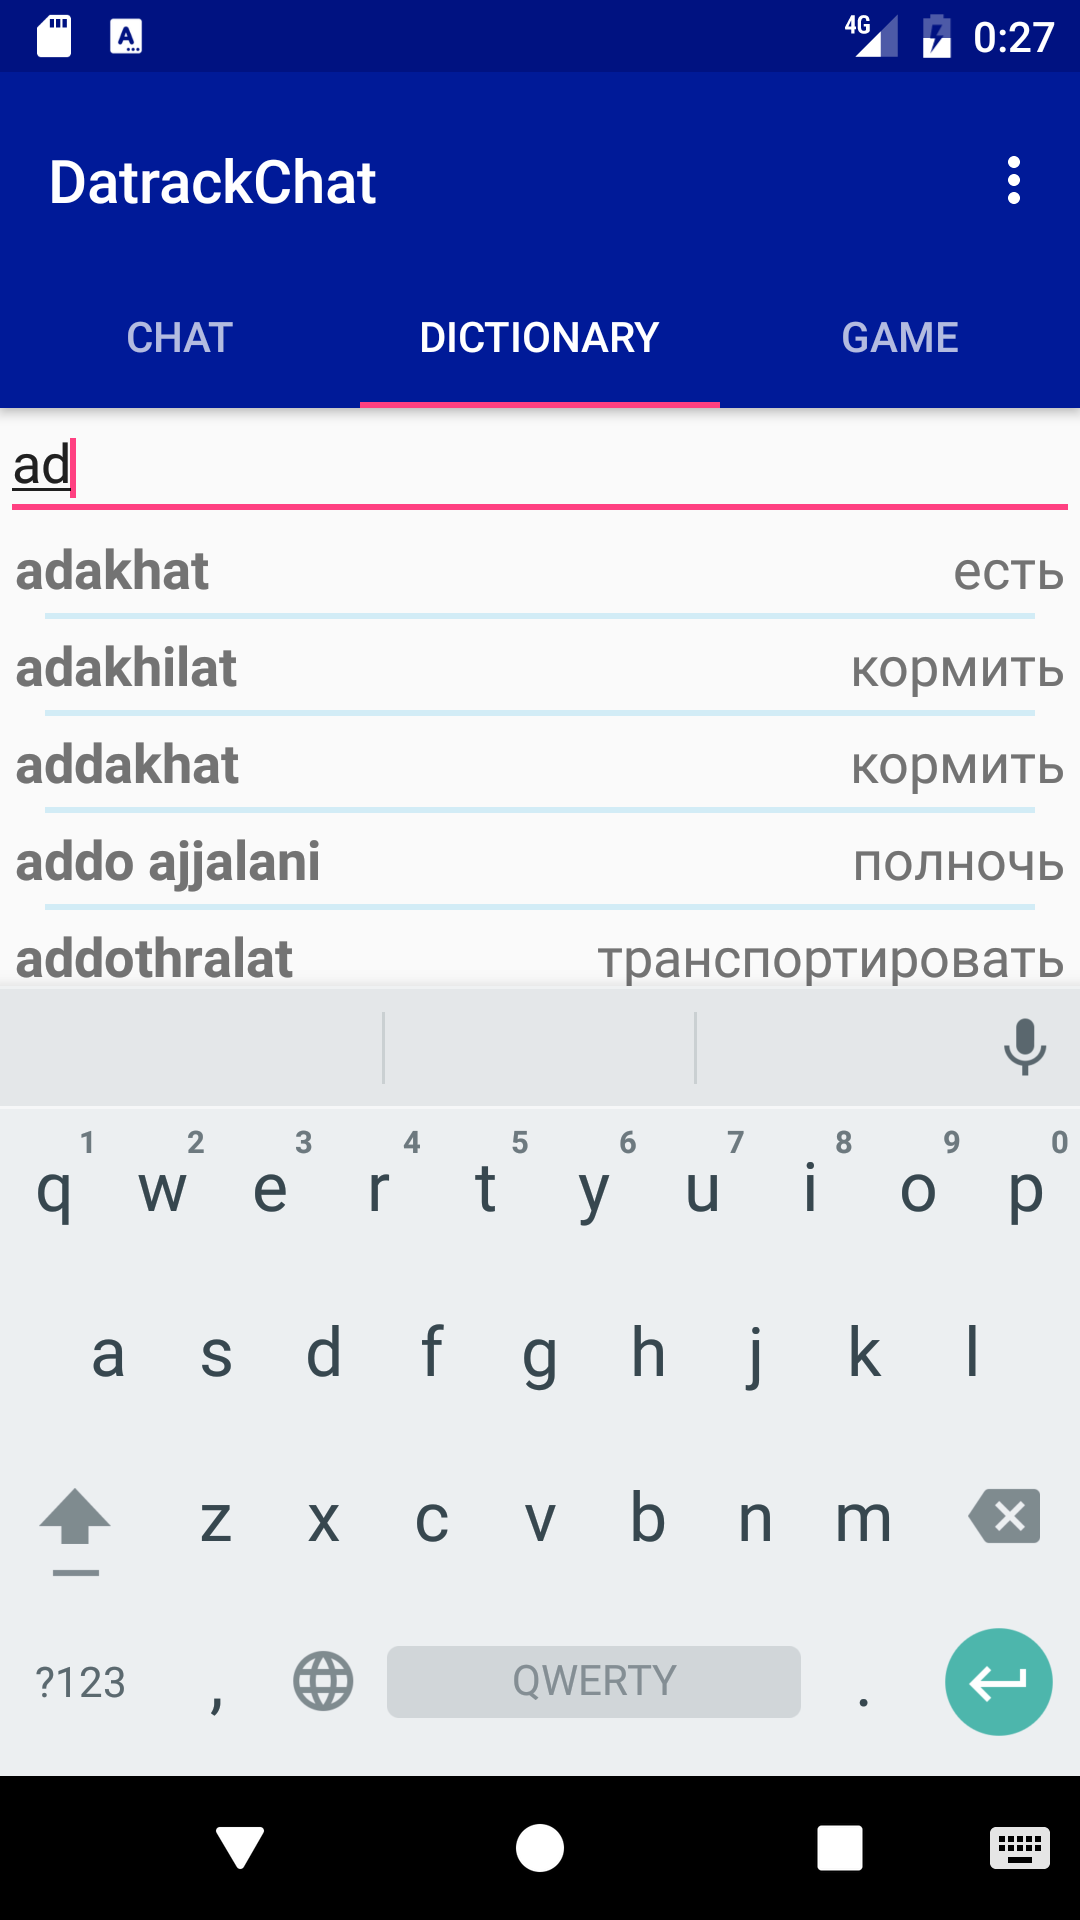 4G 0:27
DatrackChat
CHAT DICTIONARY GAME
ad
adakhat есть
adakhilat кормить
addakhat кормить
addo ajjalani полночь
addothralat транспортировать
1 2 3 4 5 6 7 8 9 0
q w e r t y u i o p
a s d f g h j k l
z x c v b n m
?123 , QWERTY .